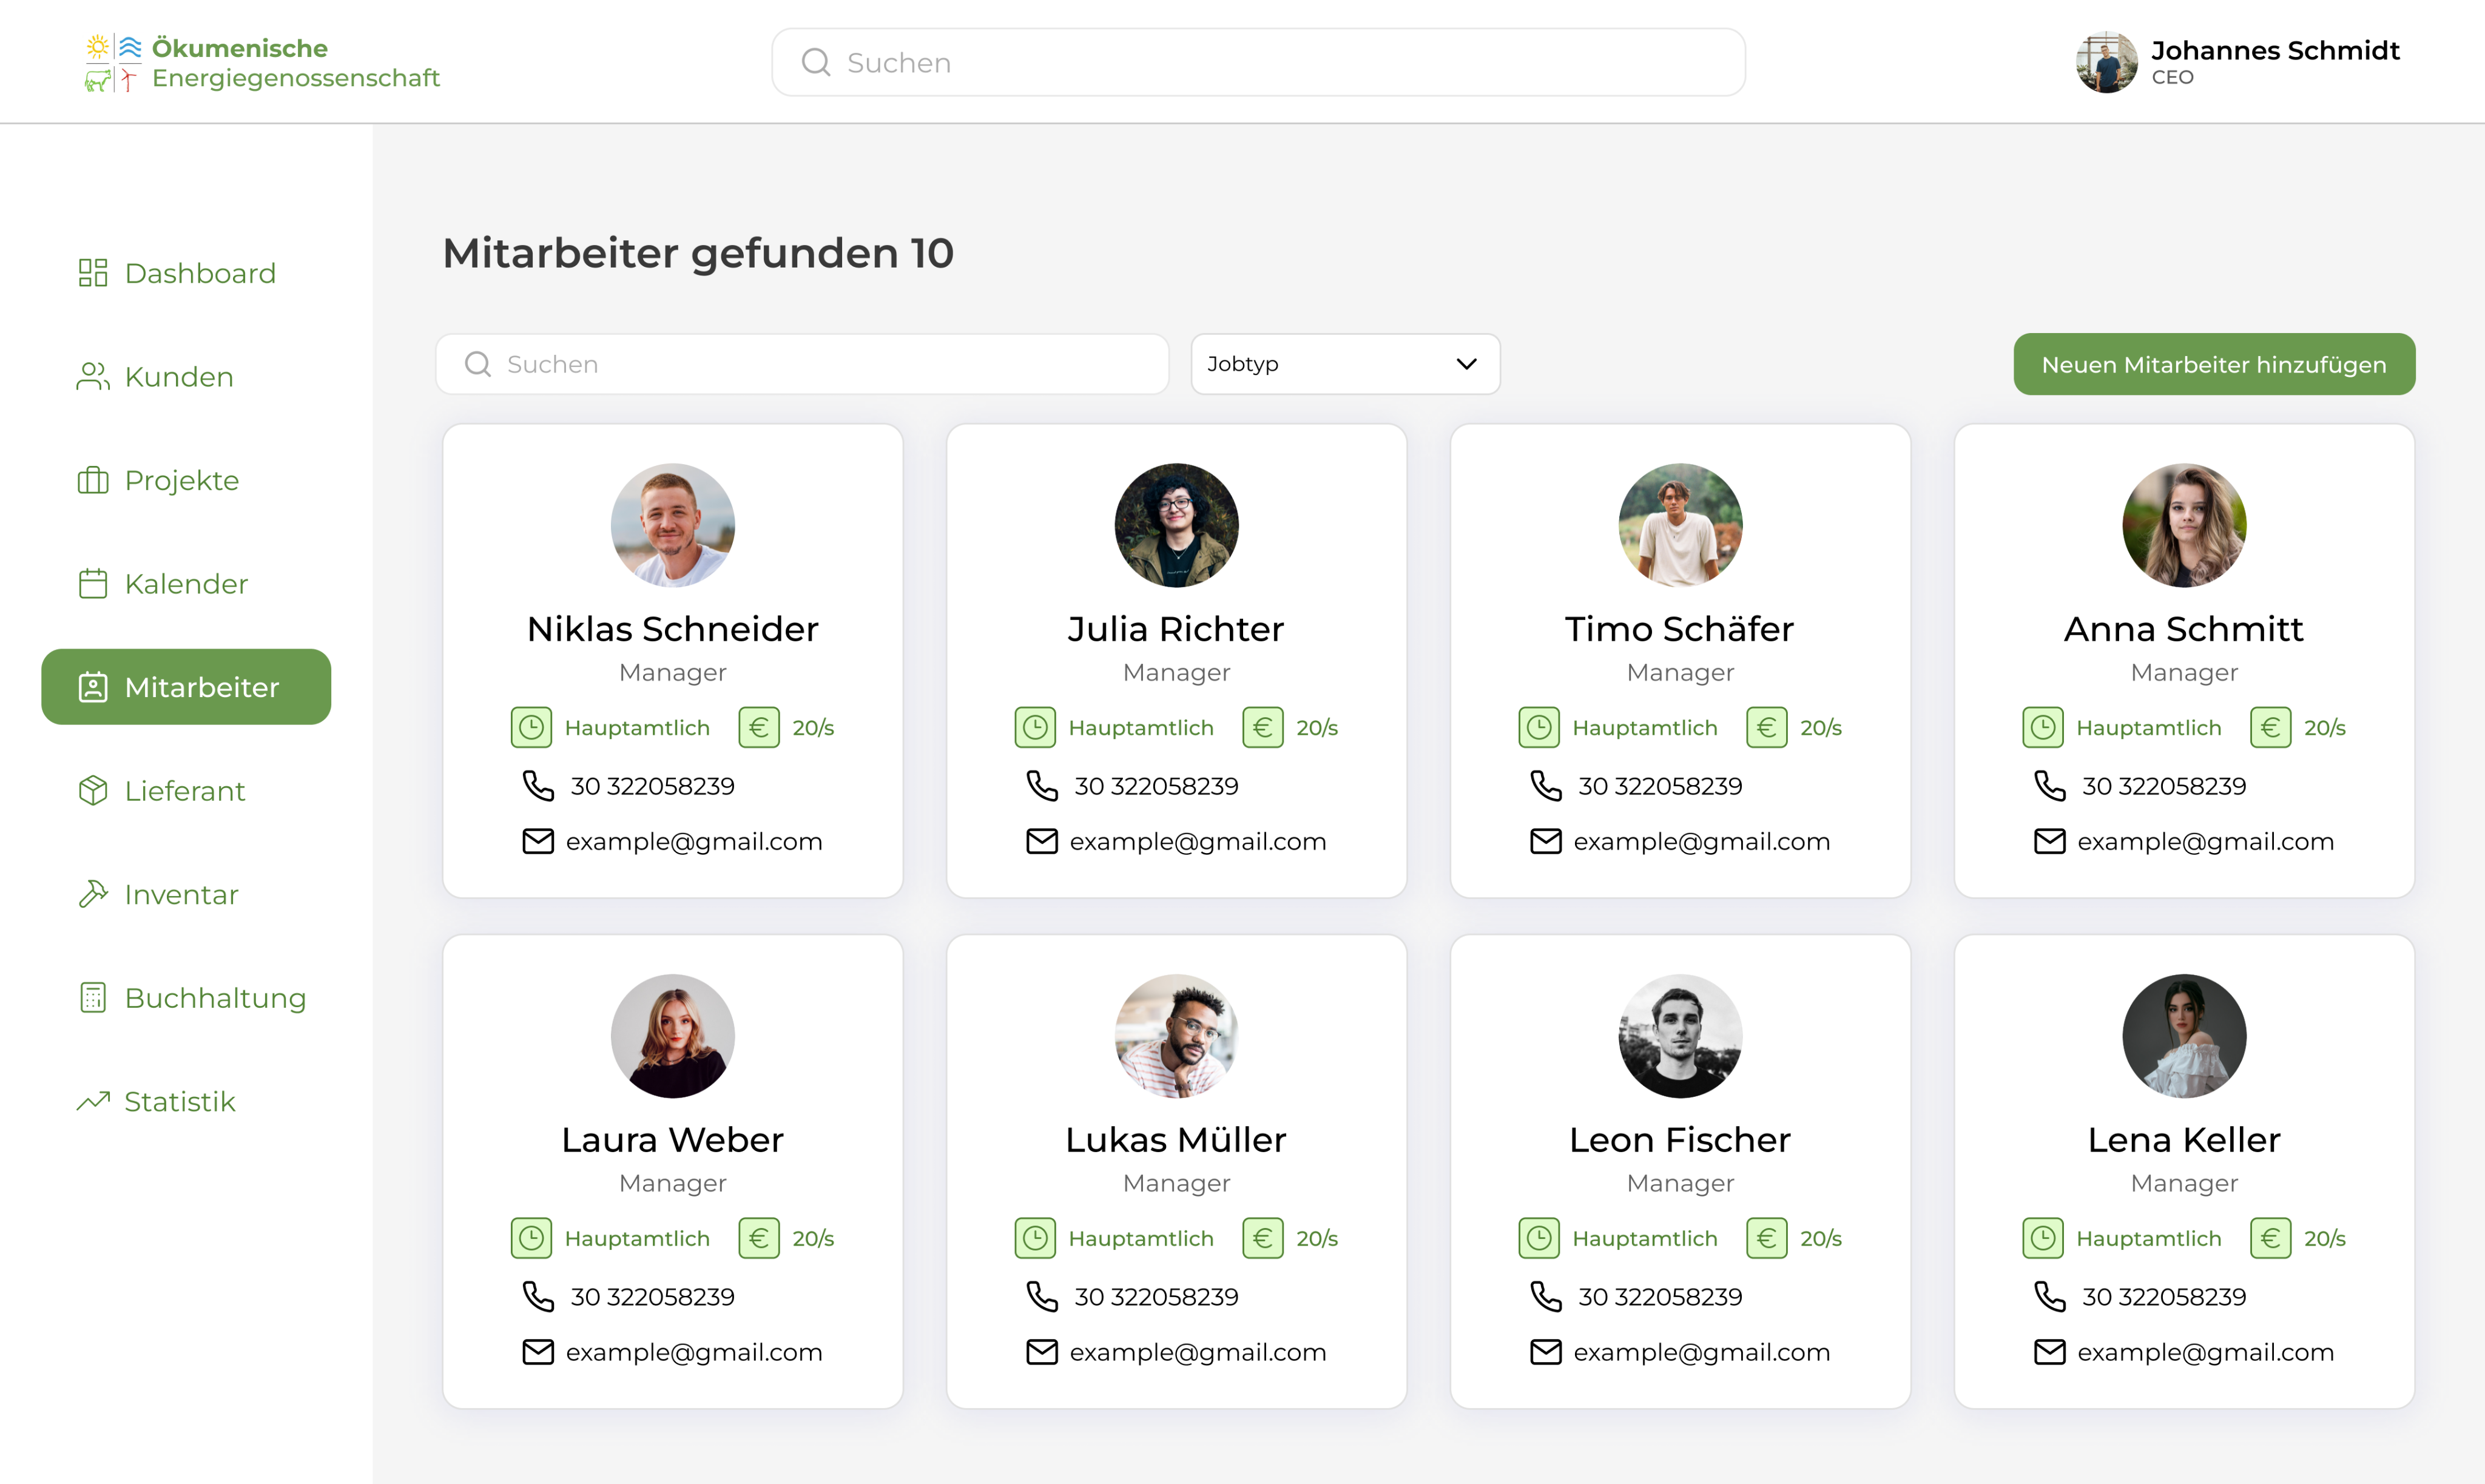 Ökumenische
Energiegenossenschaft
Suchen
Johannes Schmidt
CEO
Dashboard
Kunden
Projekte
Kalender
Mitarbeiter
Lieferant
Inventar
Buchhaltung
Statistik
Mitarbeiter gefunden 10
Suchen
Jobtyp
Neuen Mitarbeiter hinzufügen
Niklas Schneider
Manager
Hauptamtlich € 20/s
30 322058239
example@gmail.com
Julia Richter
Manager
Hauptamtlich € 20/s
30 322058239
example@gmail.com
Timo Schäfer
Manager
Hauptamtlich € 20/s
30 322058239
example@gmail.com
Anna Schmitt
Manager
Hauptamtlich € 20/s
30 322058239
example@gmail.com
Laura Weber
Manager
Hauptamtlich € 20/s
30 322058239
example@gmail.com
Lukas Müller
Manager
Hauptamtlich € 20/s
30 322058239
example@gmail.com
Leon Fischer
Manager
Hauptamtlich € 20/s
30 322058239
example@gmail.com
Lena Keller
Manager
Hauptamtlich € 20/s
30 322058239
example@gmail.com